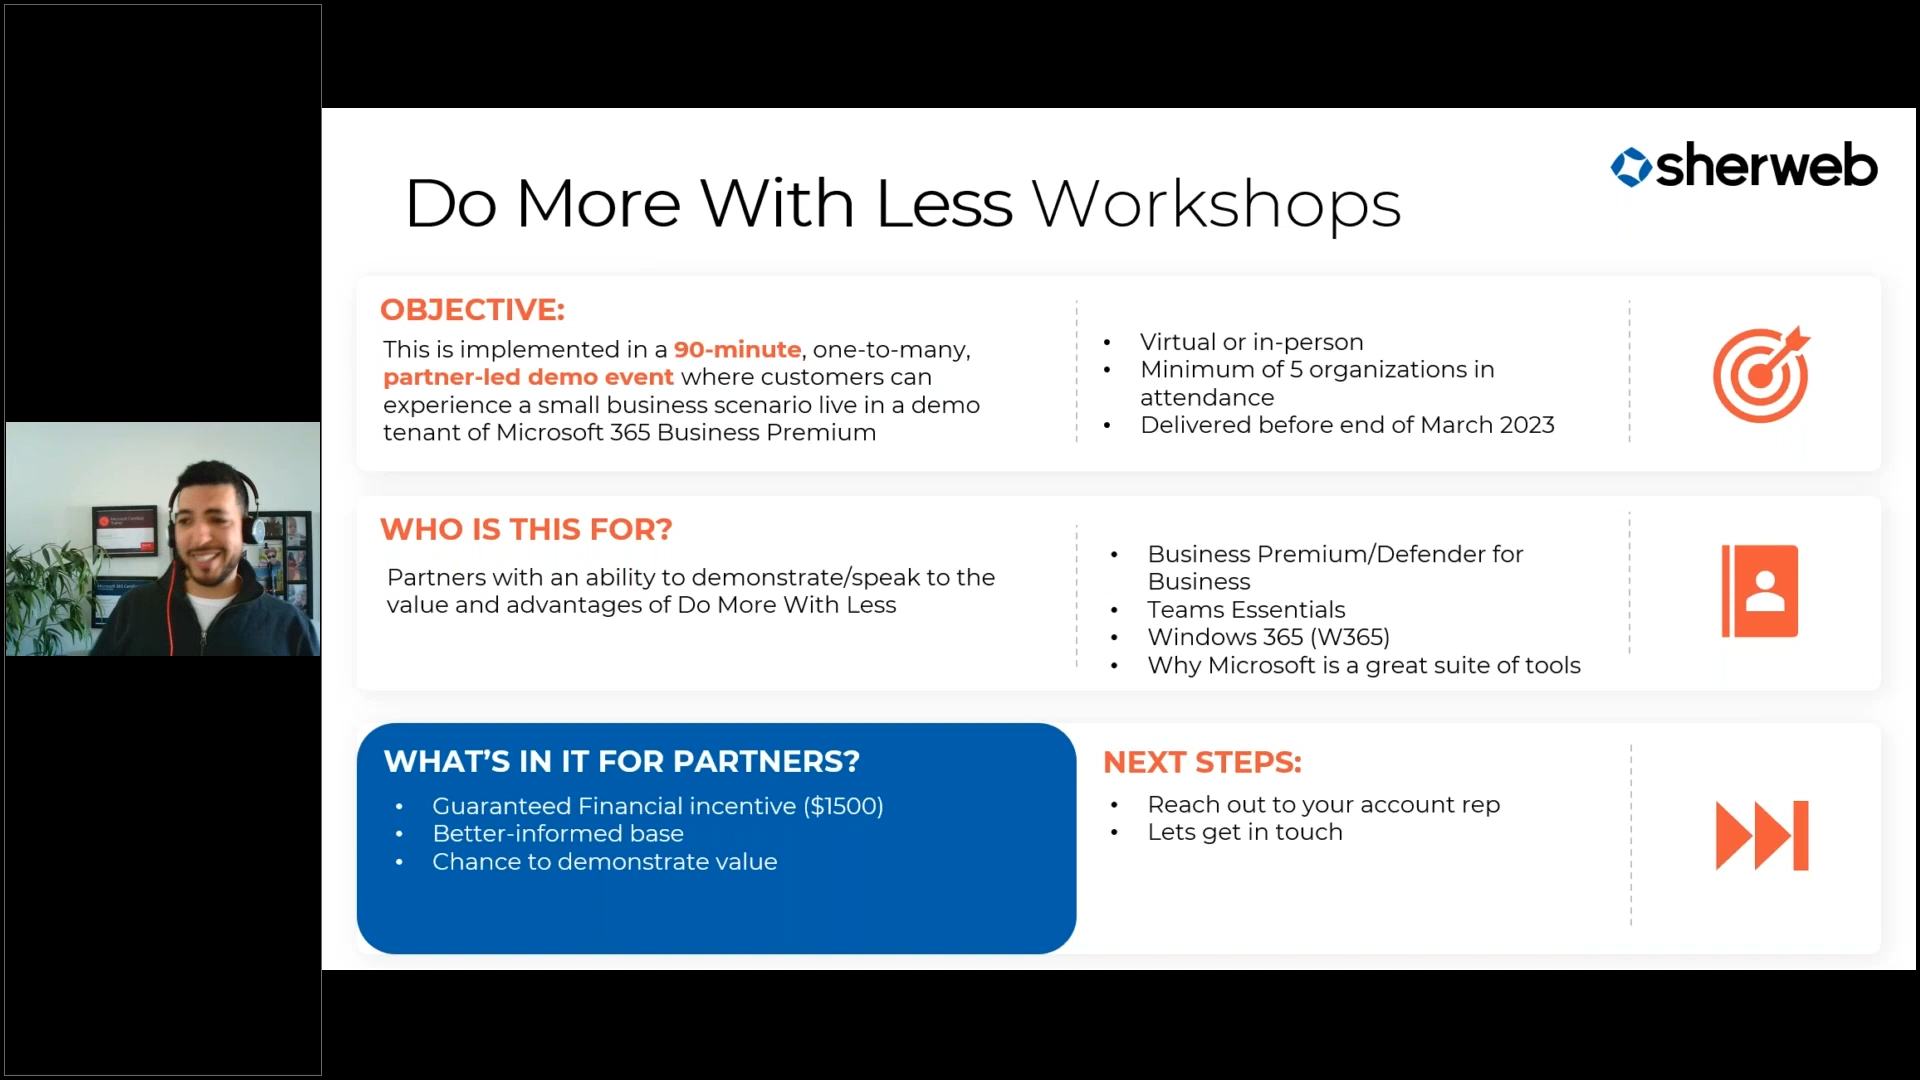 sherweb
Do More With Less Workshops
OBJECTIVE:
This is implemented in a 90-minute, one-to-many,
partner-led demo event where customers can
experience a small business scenario live in a demo
tenant of Microsoft 365 Business Premium
• Virtual or in-person
• Minimum of 5 organizations in
attendance
• Delivered before end of March 2023
WHO IS THIS FOR?
Partners with an ability to demonstrate/speak to the
value and advantages of Do More With Less
• Business Premium/Defender for
Business
• Teams Essentials
• Windows 365 (W365)
• Why Microsoft is a great suite of tools
WHAT'S IN IT FOR PARTNERS?
• Guaranteed Financial incentive ($1500)
• Better-informed base
• Chance to demonstrate value
NEXT STEPS:
• Reach out to your account rep
• Lets get in touch